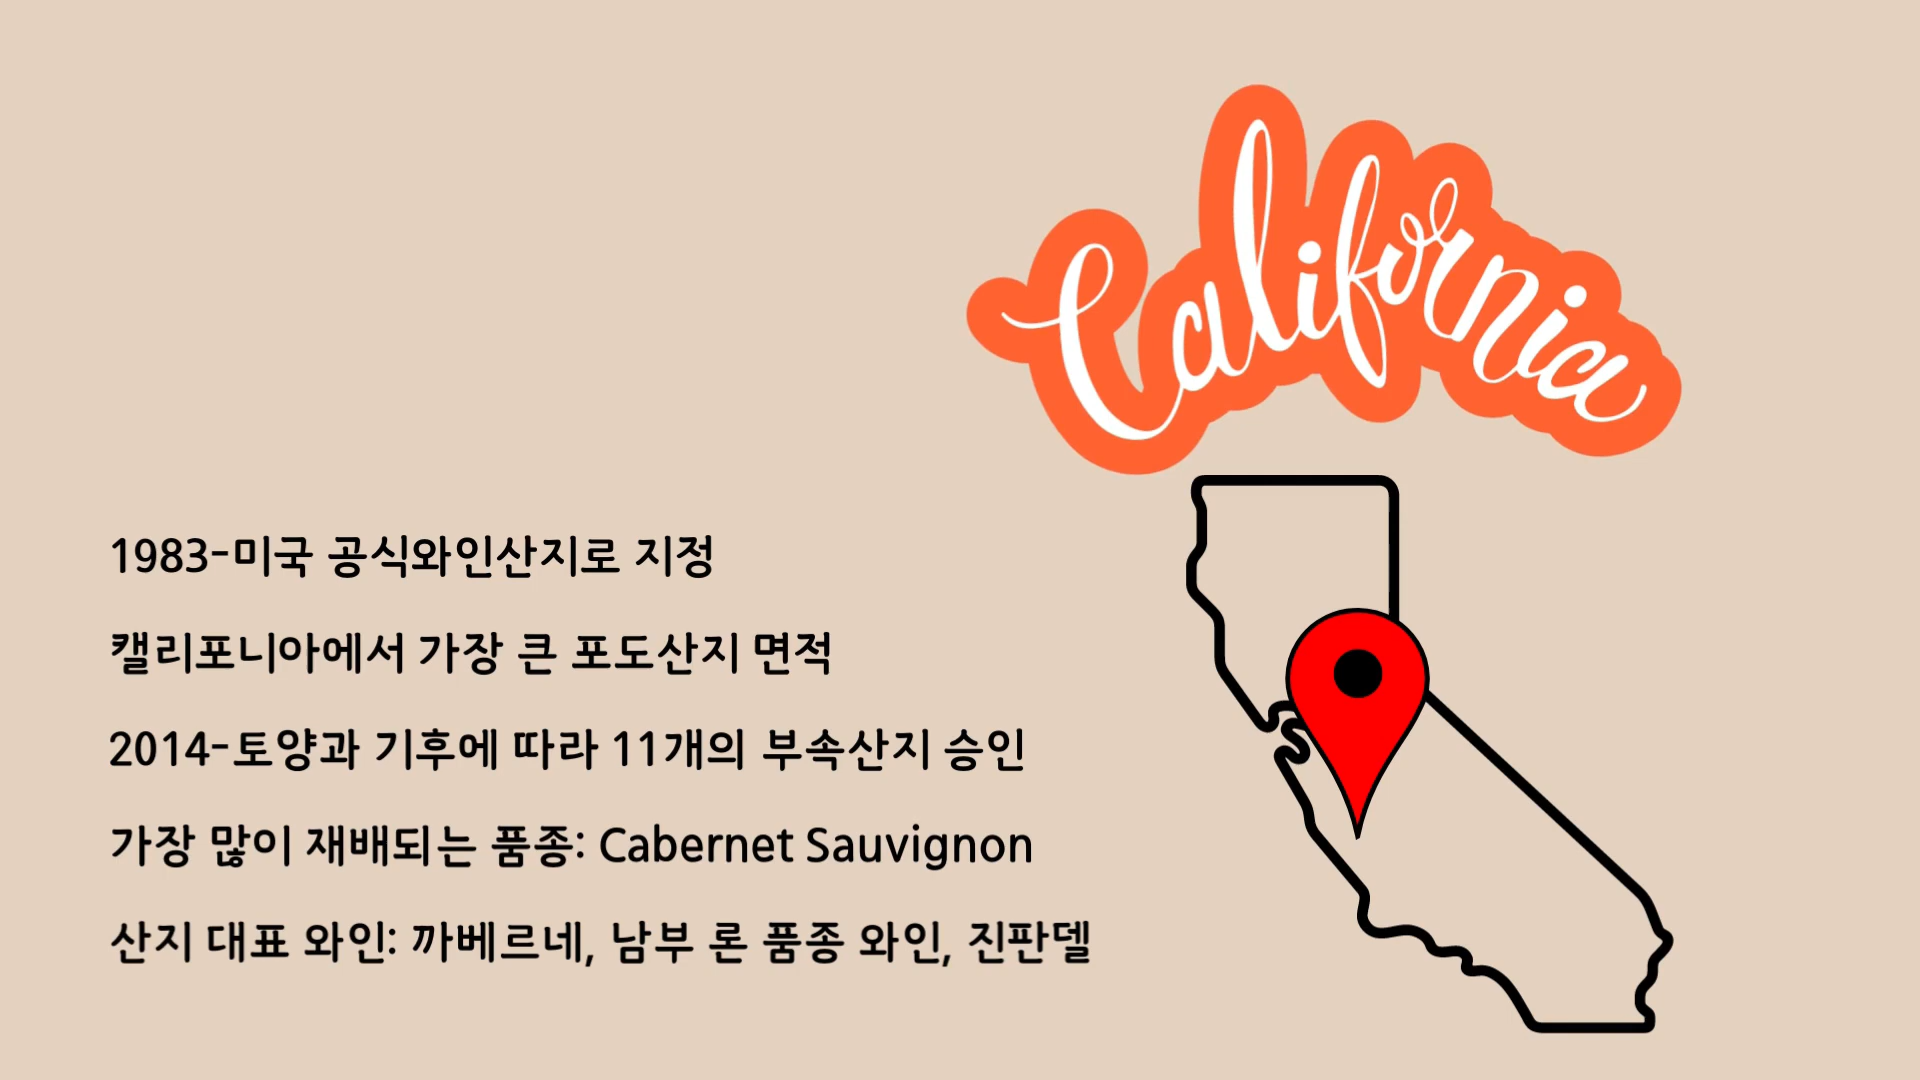 California
1983-미국 공식와인산지로 지정
캘리포니아에서 가장 큰 포도산지 면적
2014-토양과 기후에 따라 11개의 부속산지 승인
가장 많이 재배되는 품종: Cabernet Sauvignon
산지 대표 와인: 까베르네, 남부 론 품종 와인, 진판델